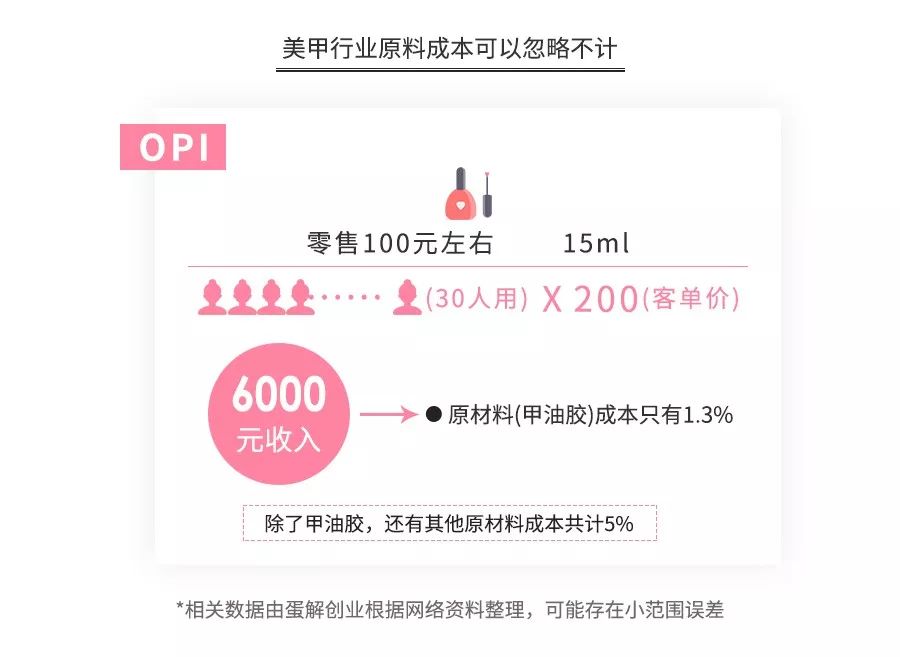 美甲行业原料成本可以忽略不计
OPI
零售100元左右 15ml
......(30人用) X 200(客单价)
6000
元收入
● 原材料(甲油胶)成本只有1.3%
除了甲油胶，还有其他原材料成本共计5%
*相关数据由蛋解创业根据网络资料整理，可能存在小范围误差